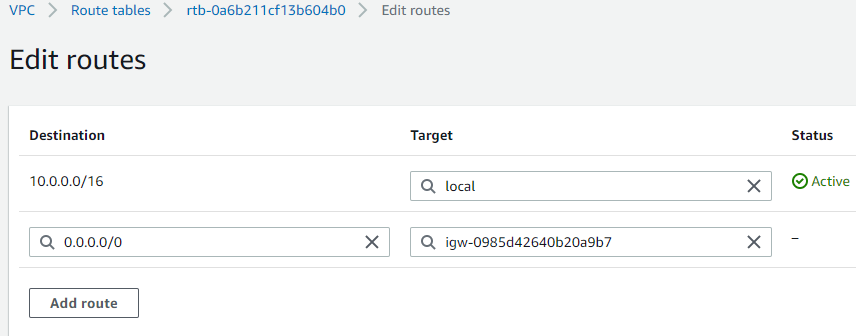 VPC > Route tables > rtb-0a6b211cf13b604b0 > Edit routes
Edit routes
Destination Target Status
10.0.0.0/16 local Active
0.0.0.0/0 igw-0985d42640b20a9b7 –
Add route